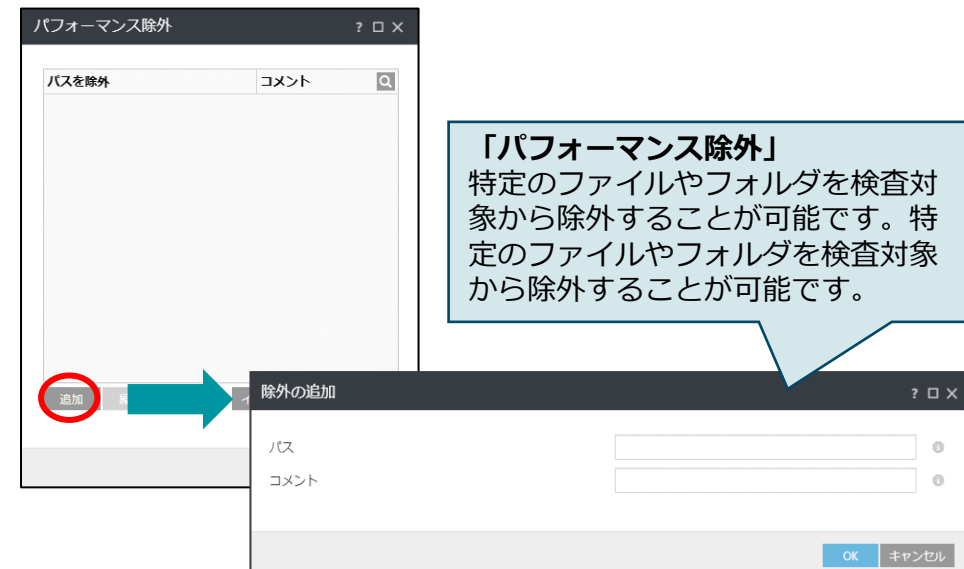 パフォーマンス除外
パスを除外 コメント
「パフォーマンス除外」
特定のファイルやフォルダを検査対
象から除外することが可能です。特
定のファイルやフォルダを検査対象
から除外することが可能です。
追加
除外の追加
パス
コメント
OK キャンセル